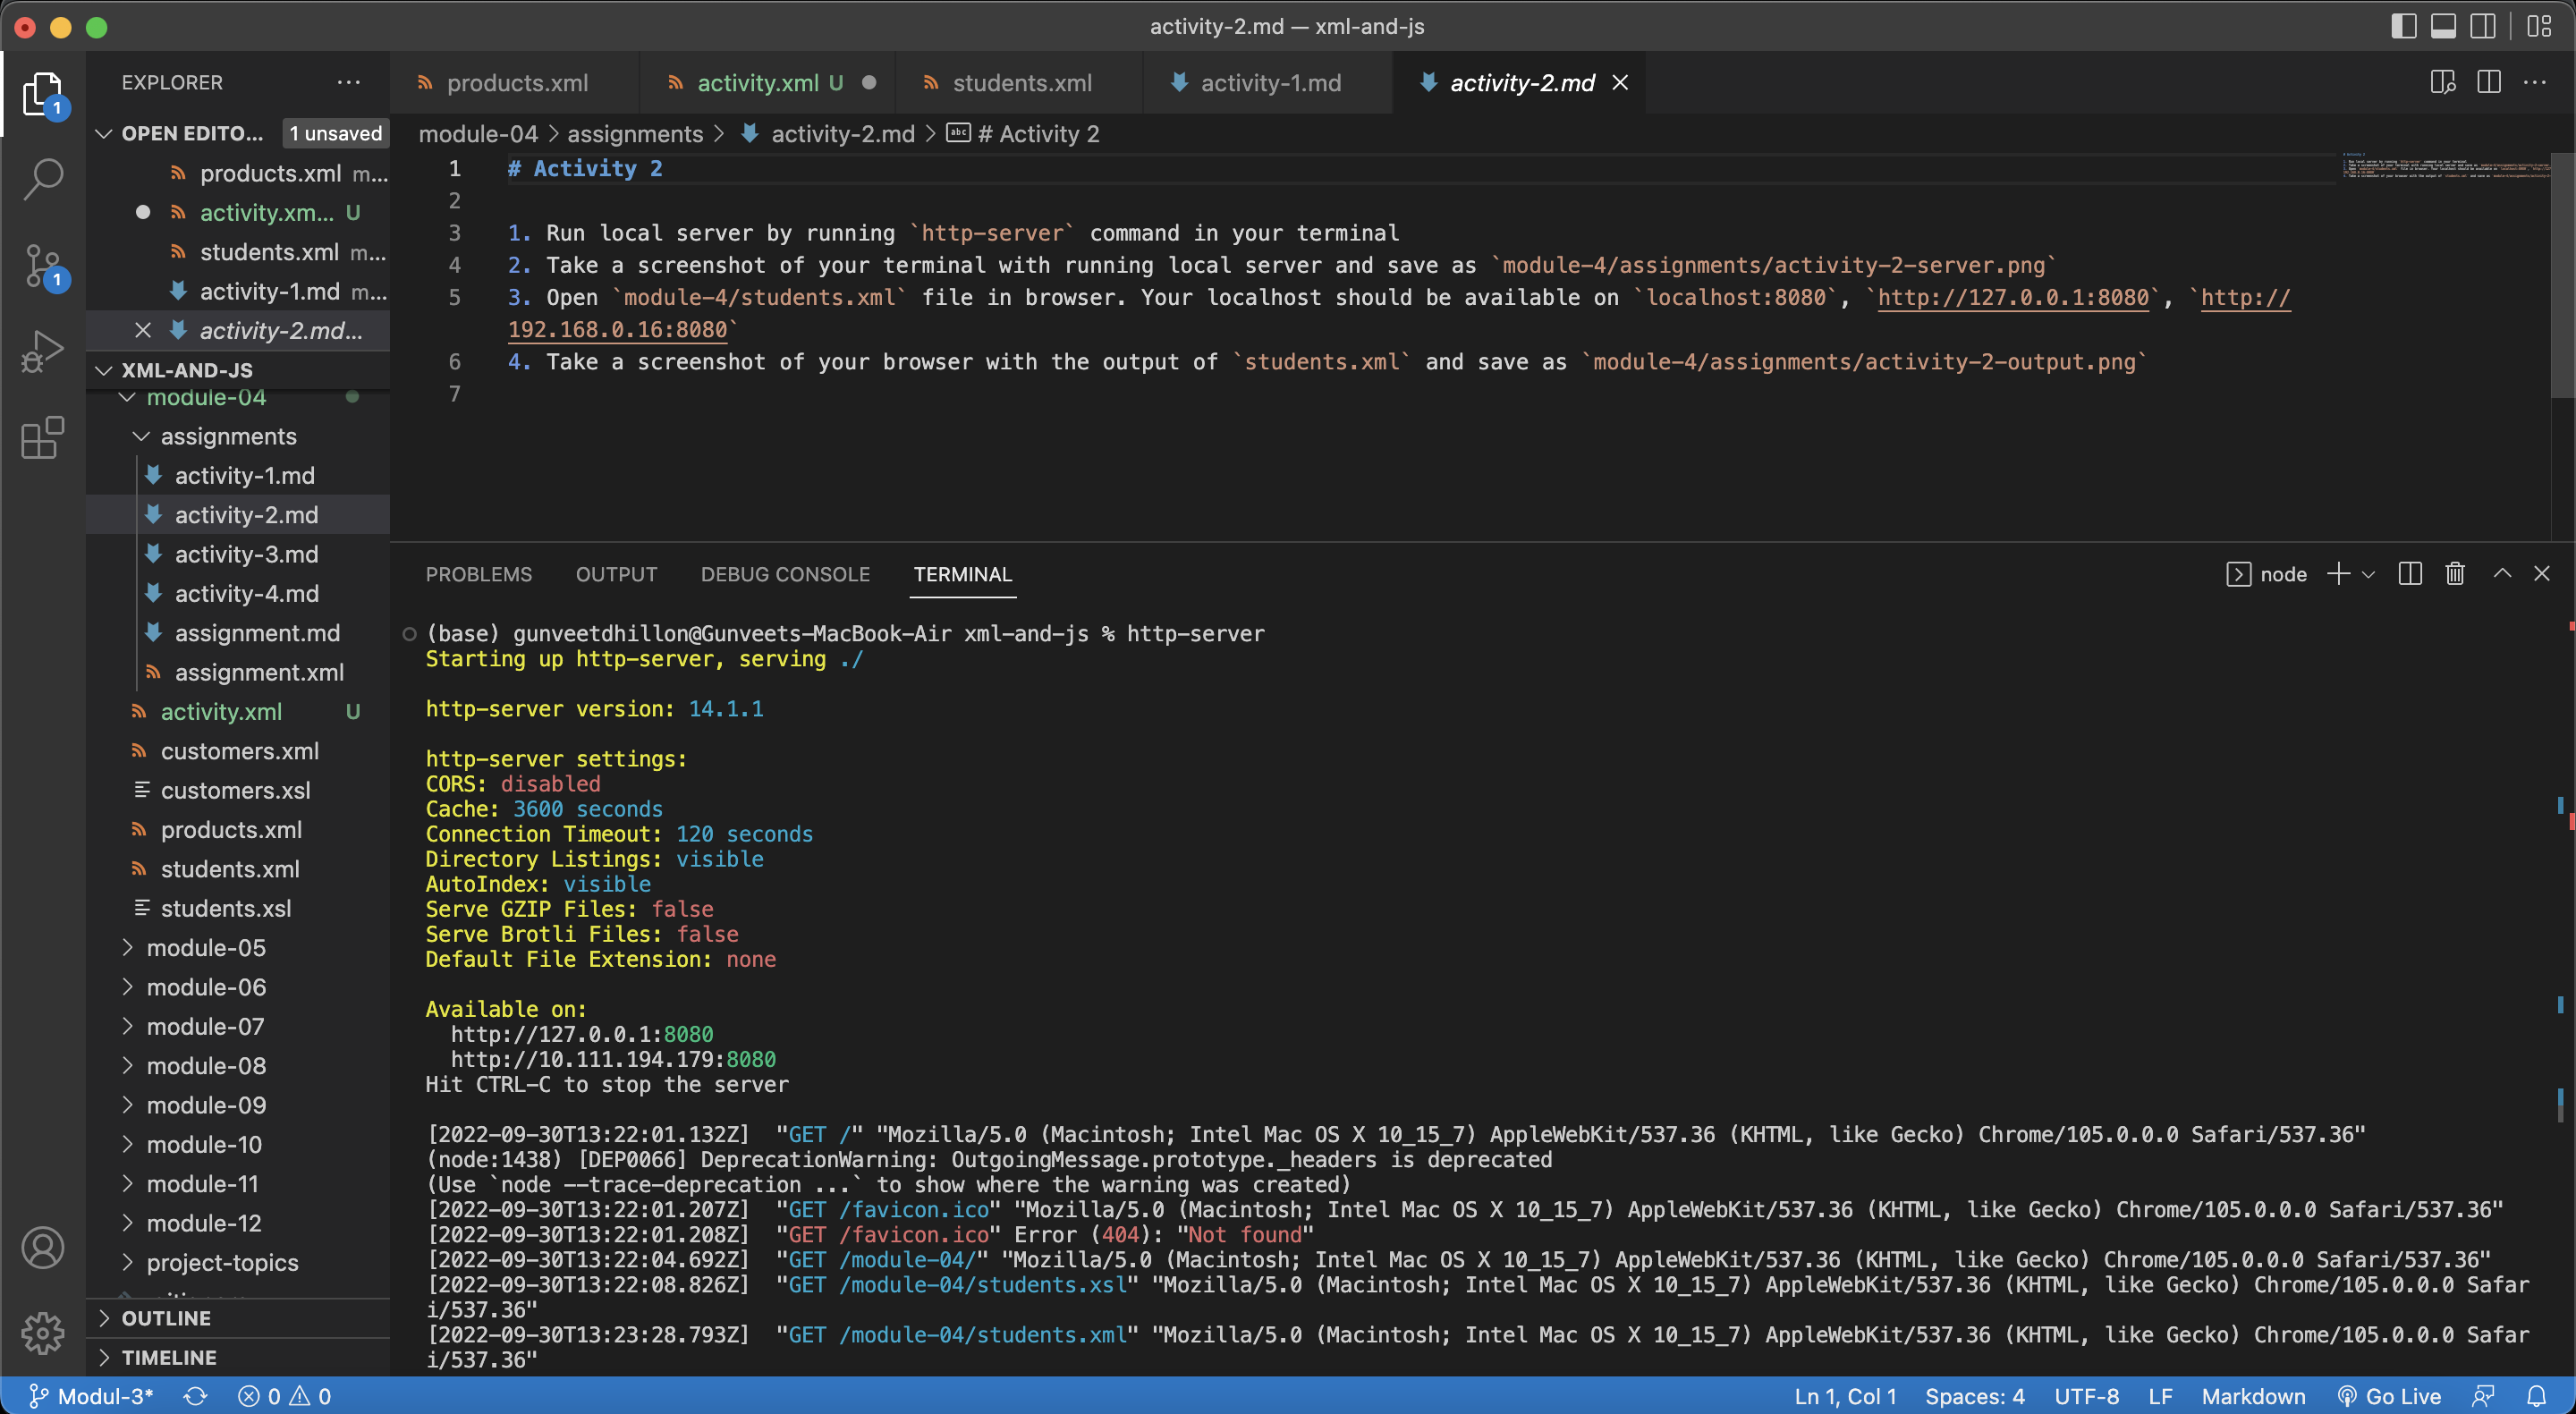 activity-2.md — xml-and-js
EXPLORER
products.xml
activity.xml U
students.xml
activity-1.md
activity-2.md
1
OPEN EDITO... 1 unsaved
module-04 > assignments > activity-2.md > # Activity 2
products.xml m...
activity.xm... U
students.xml m...
activity-1.md m...
activity-2.md...
1
XML-AND-JS
module-04
assignments
activity-1.md
activity-2.md
activity-3.md
activity-4.md
assignment.md
assignment.xml
activity.xml U
customers.xml
customers.xsl
products.xml
students.xml
students.xsl
module-05
module-06
module-07
module-08
module-09
module-10
module-11
module-12
project-topics
OUTLINE
TIMELINE
1 # Activity 2
2
3 1. Run local server by running `http-server` command in your terminal
4 2. Take a screenshot of your terminal with running local server and save as `module-4/assignments/activity-2-server.png`
5 3. Open `module-4/students.xml` file in browser. Your localhost should be available on `localhost:8080`, `http://127.0.0.1:8080`, `http://
192.168.0.16:8080`
6 4. Take a screenshot of your browser with the output of `students.xml` and save as `module-4/assignments/activity-2-output.png`
7
PROBLEMS OUTPUT DEBUG CONSOLE TERMINAL
node
(base) gunveetdhillon@Gunveets-MacBook-Air xml-and-js % http-server
Starting up http-server, serving ./
http-server version: 14.1.1
http-server settings:
CORS: disabled
Cache: 3600 seconds
Connection Timeout: 120 seconds
Directory Listings: visible
AutoIndex: visible
Serve GZIP Files: false
Serve Brotli Files: false
Default File Extension: none
Available on:
http://127.0.0.1:8080
http://10.111.194.179:8080
Hit CTRL-C to stop the server
[2022-09-30T13:22:01.132Z] "GET /" "Mozilla/5.0 (Macintosh; Intel Mac OS X 10_15_7) AppleWebKit/537.36 (KHTML, like Gecko) Chrome/105.0.0.0 Safari/537.36"
(node:1438) [DEP0066] DeprecationWarning: OutgoingMessage.prototype._headers is deprecated
(Use `node --trace-deprecation ...` to show where the warning was created)
[2022-09-30T13:22:01.207Z] "GET /favicon.ico" "Mozilla/5.0 (Macintosh; Intel Mac OS X 10_15_7) AppleWebKit/537.36 (KHTML, like Gecko) Chrome/105.0.0.0 Safari/537.36"
[2022-09-30T13:22:01.208Z] "GET /favicon.ico" Error (404): "Not found"
[2022-09-30T13:22:04.692Z] "GET /module-04/" "Mozilla/5.0 (Macintosh; Intel Mac OS X 10_15_7) AppleWebKit/537.36 (KHTML, like Gecko) Chrome/105.0.0.0 Safari/537.36"
[2022-09-30T13:22:08.826Z] "GET /module-04/students.xsl" "Mozilla/5.0 (Macintosh; Intel Mac OS X 10_15_7) AppleWebKit/537.36 (KHTML, like Gecko) Chrome/105.0.0.0 Safar
i/537.36"
[2022-09-30T13:23:28.793Z] "GET /module-04/students.xml" "Mozilla/5.0 (Macintosh; Intel Mac OS X 10_15_7) AppleWebKit/537.36 (KHTML, like Gecko) Chrome/105.0.0.0 Safar
i/537.36"
Modul-3* 0 0
Ln 1, Col 1 Spaces: 4 UTF-8 LF Markdown Go Live